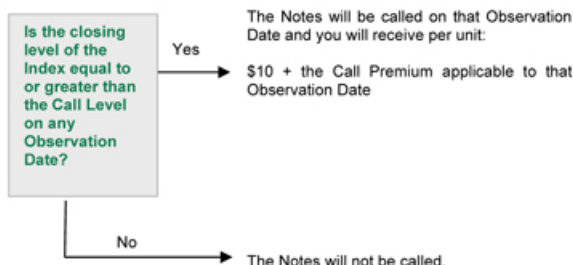 Is the closing
level of the
Index equal to
or greater than
the Call Level
on any
Observation
Date?
Yes
The Notes will be called on that Observation
Date and you will receive per unit:
$10 + the Call Premium applicable to that
Observation Date
No
The Notes will not be called.